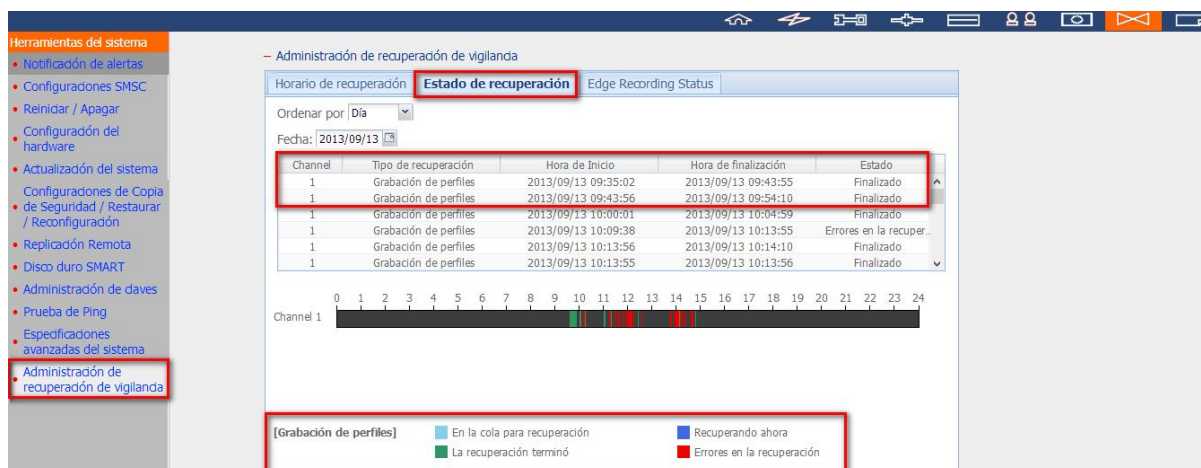 Herramientas del sistema
Notificación de alertas
Configuraciones SMSC
Reiniciar / Apagar
Configuración del
hardware
Actualización del sistema
Configuraciones de Copia
de Seguridad / Restaurar
/ Reconfiguración
Replicación Remota
Disco duro SMART
Administración de claves
Prueba de Ping
Especificaciones
avanzadas del sistema
Administración de
recuperación de vigilancia
– Administración de recuperación de vigilancia
Horario de recuperación Estado de recuperación Edge Recording Status
Ordenar por Día
Fecha: 2013/09/13
Channel Tipo de recuperación Hora de Inicio Hora de finalización Estado
1 Grabación de perfiles 2013/09/13 09:35:02 2013/09/13 09:43:55 Finalizado
1 Grabación de perfiles 2013/09/13 09:43:56 2013/09/13 09:54:10 Finalizado
1 Grabación de perfiles 2013/09/13 10:00:01 2013/09/13 10:04:59 Finalizado
1 Grabación de perfiles 2013/09/13 10:09:38 2013/09/13 10:13:55 Errores en la recuper..
1 Grabación de perfiles 2013/09/13 10:13:56 2013/09/13 10:14:10 Finalizado
1 Grabación de perfiles 2013/09/13 10:13:55 2013/09/13 10:13:56 Finalizado
0 1 2 3 4 5 6 7 8 9 10 11 12 13 14 15 16 17 18 19 20 21 22 23 24
Channel 1
[Grabación de perfiles] En la cola para recuperación Recuperando ahora
La recuperación terminó Errores en la recuperación